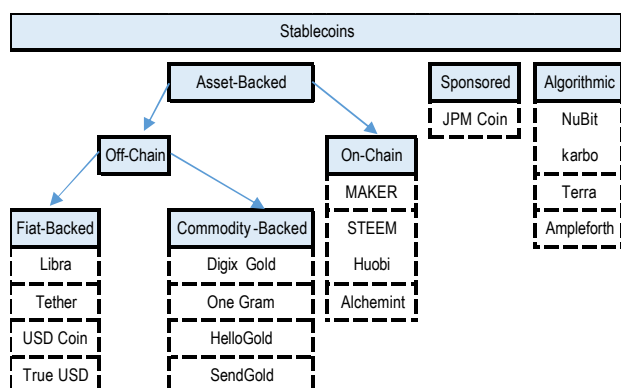 Stablecoins
Asset-Backed
Sponsored
Algorithmic
JPM Coin
NuBit
Off-Chain
On-Chain
karbo
MAKER
Terra
Fiat-Backed
Commodity-Backed
STEEM
Ampleforth
Libra
Digix Gold
Huobi
Tether
One Gram
Alchemint
USD Coin
HelloGold
True USD
SendGold